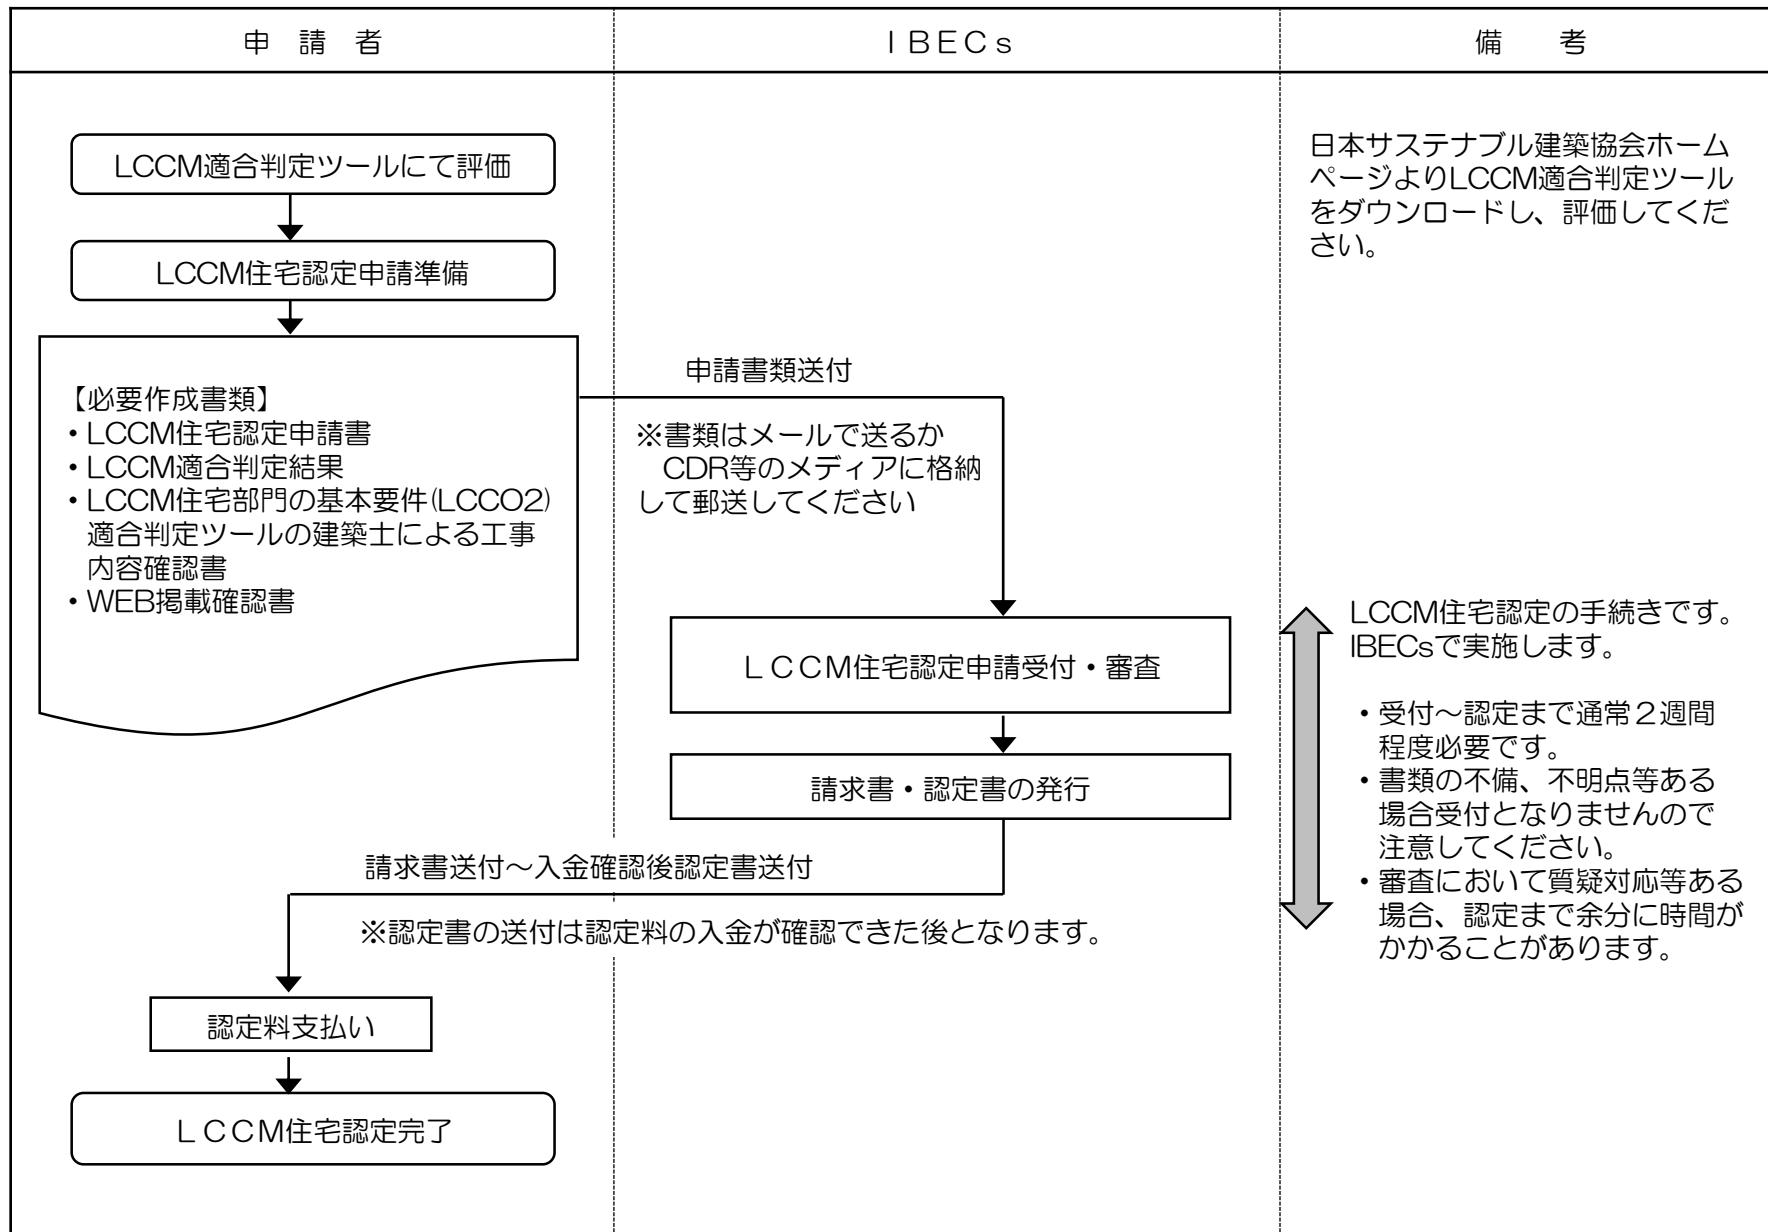 申 請 者
ＩＢＥＣｓ
備 考
LCCM適合判定ツールにて評価
LCCM住宅認定申請準備
【必要作成書類】
・LCCM住宅認定申請書
・LCCM適合判定結果
・LCCM住宅部門の基本要件(LCCO2)
適合判定ツールの建築士による工事
内容確認書
・WEB掲載確認書
申請書類送付
※書類はメールで送るか
CDR等のメディアに格納
して郵送してください
ＬＣＣＭ住宅認定申請受付・審査
請求書・認定書の発行
請求書送付～入金確認後認定書送付
※認定書の送付は認定料の入金が確認できた後となります。
認定料支払い
ＬＣＣＭ住宅認定完了
日本サステナブル建築協会ホーム
ページよりLCCM適合判定ツール
をダウンロードし、評価してくだ
さい。
LCCM住宅認定の手続きです。
IBECsで実施します。
・受付～認定まで通常２週間
程度必要です。
・書類の不備、不明点等ある
場合受付となりませんので
注意してください。
・審査において質疑対応等ある
場合、認定まで余分に時間が
かかることがあります。